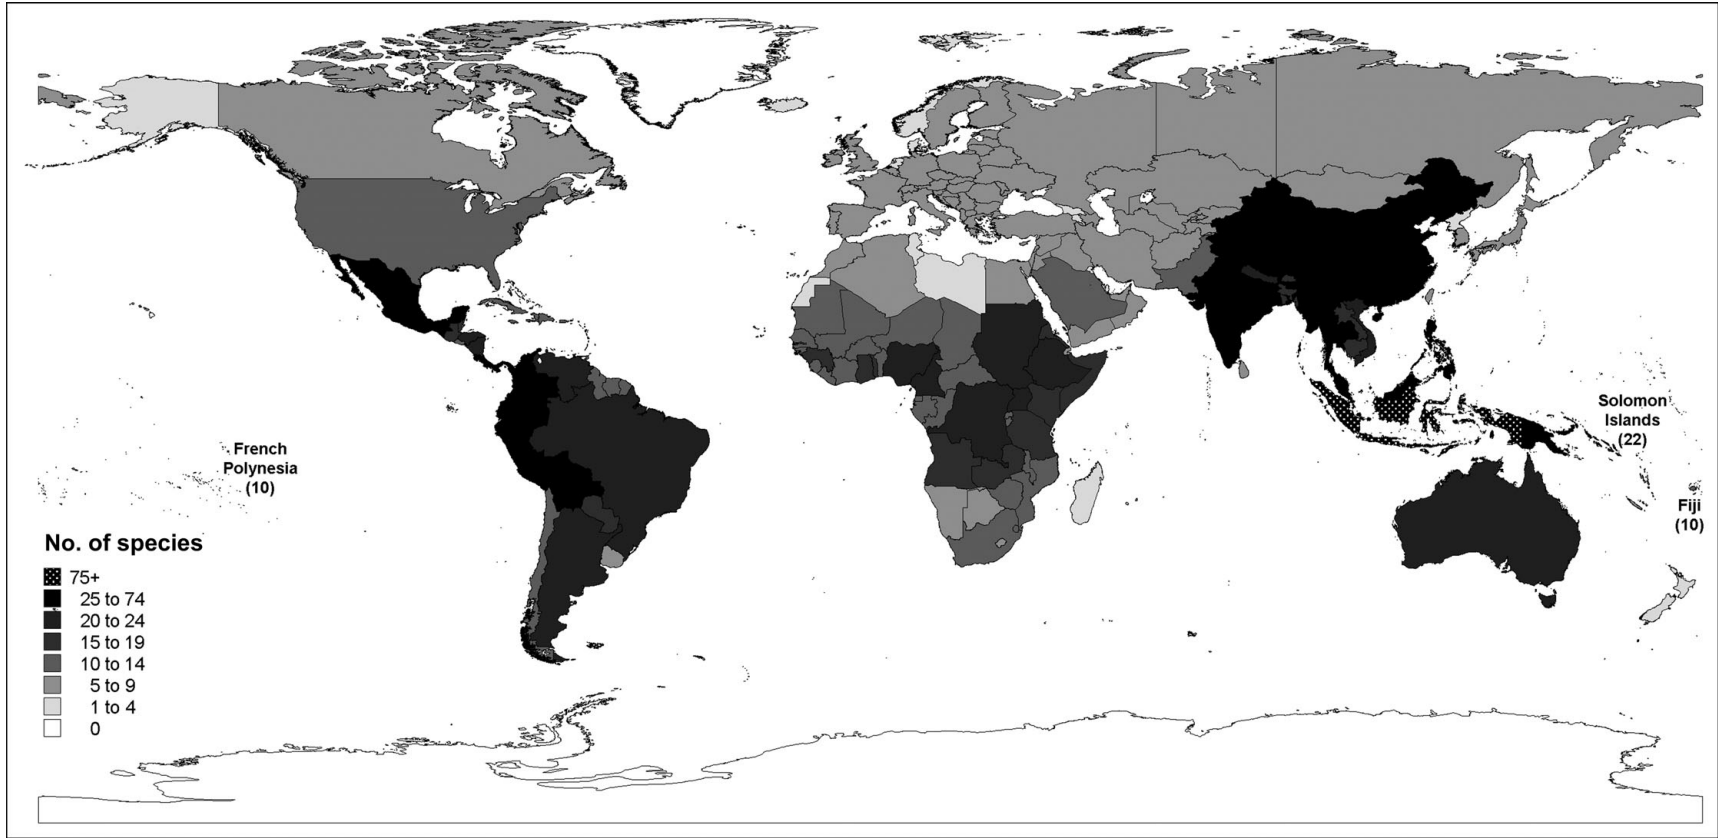 French
Polynesia
(10)
Solomon
Islands
(22)
Fiji
(10)
No. of species
75+
25 to 74
20 to 24
15 to 19
10 to 14
5 to 9
1 to 4
0